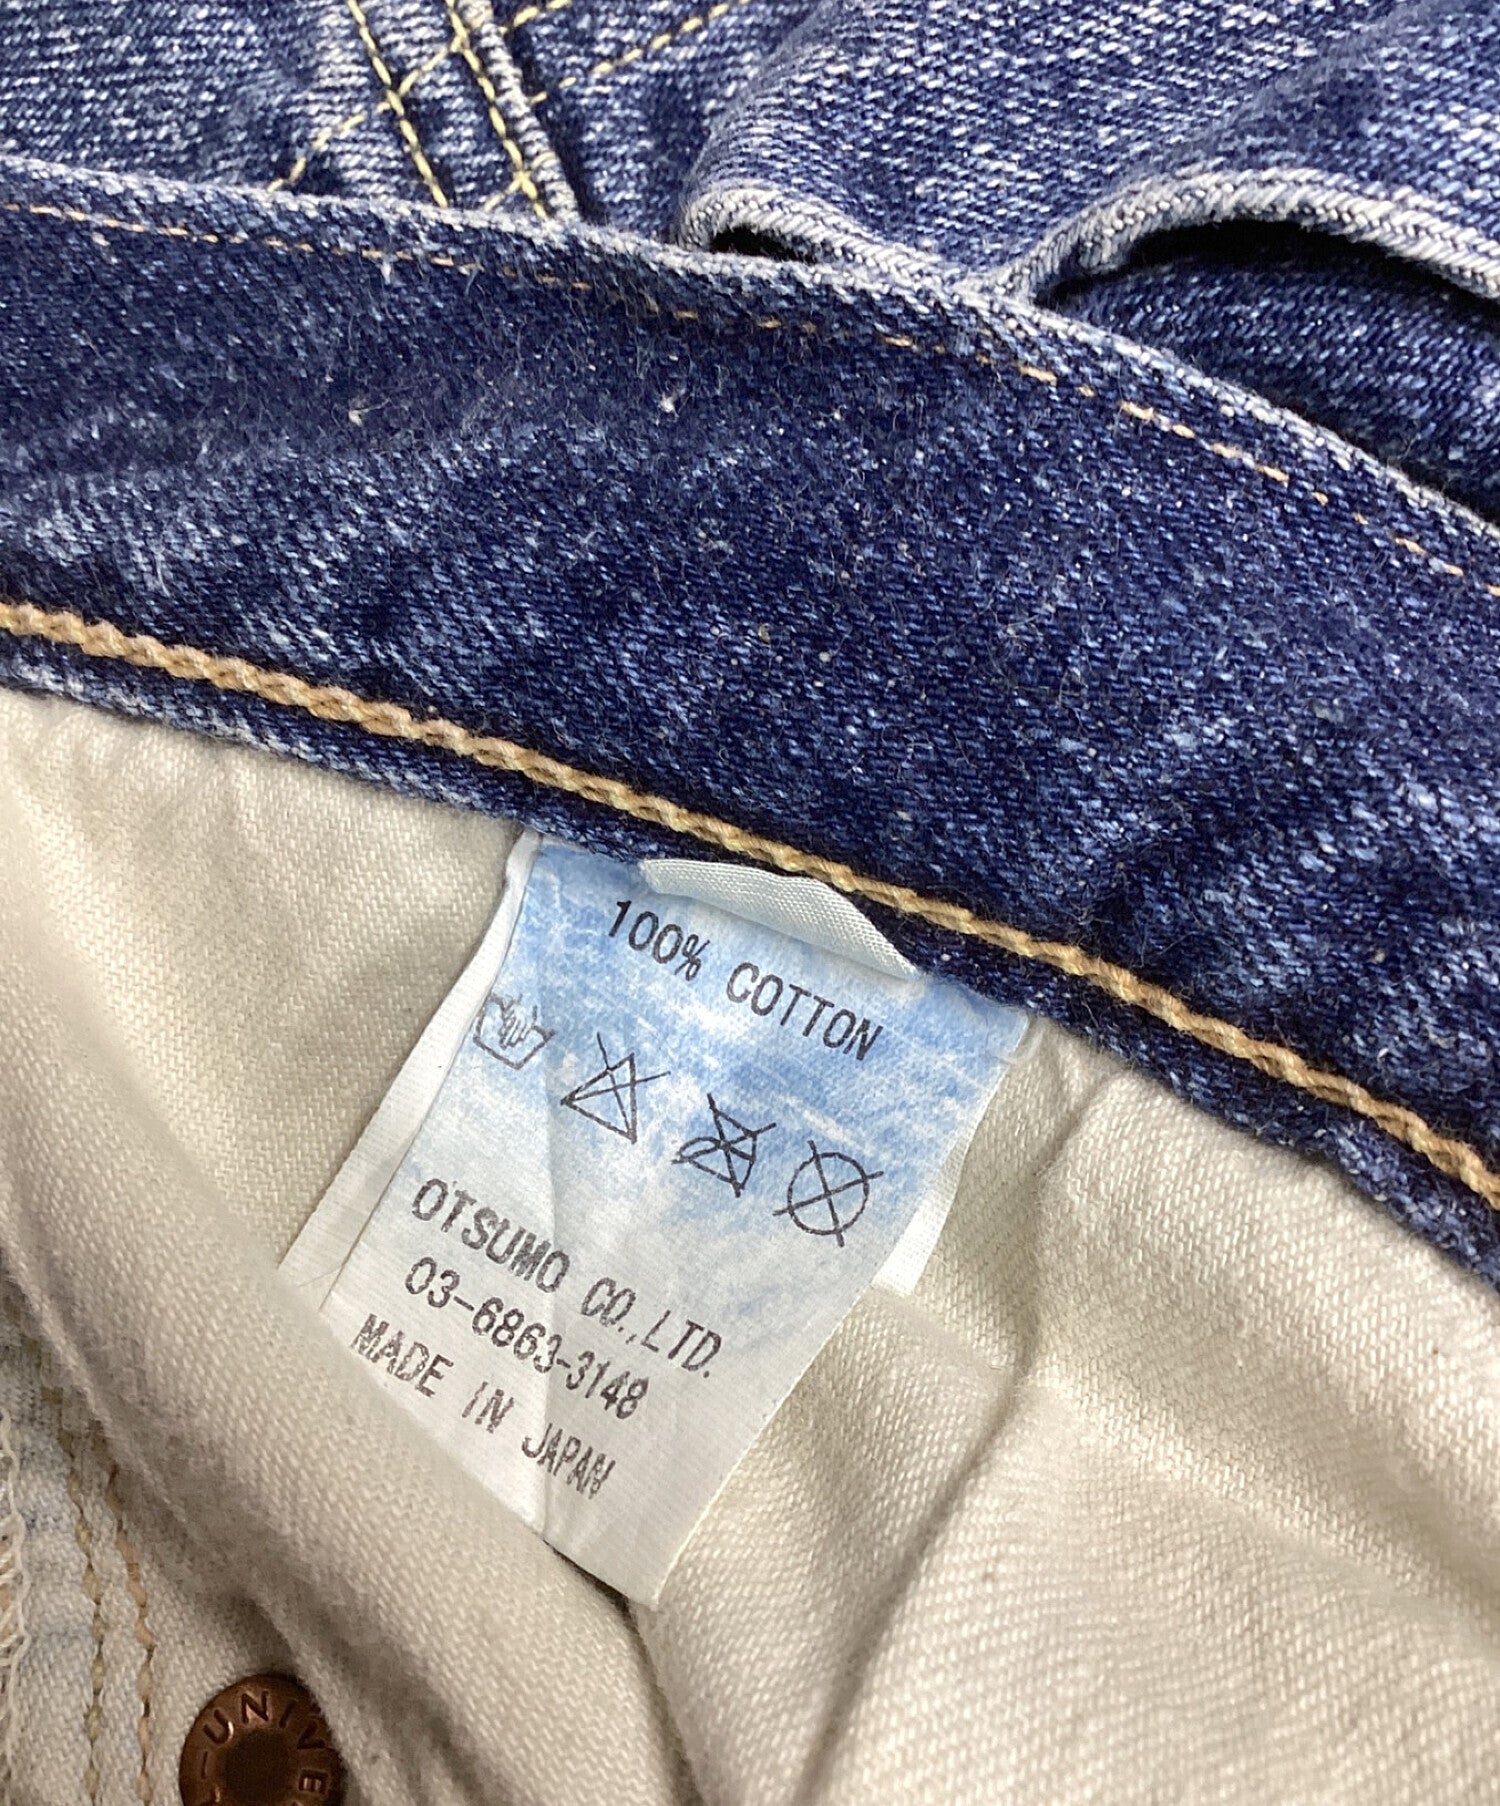 100% COTTON
OTSUMO CO., LTD.
03-6863-3148
MADE IN JAPAN